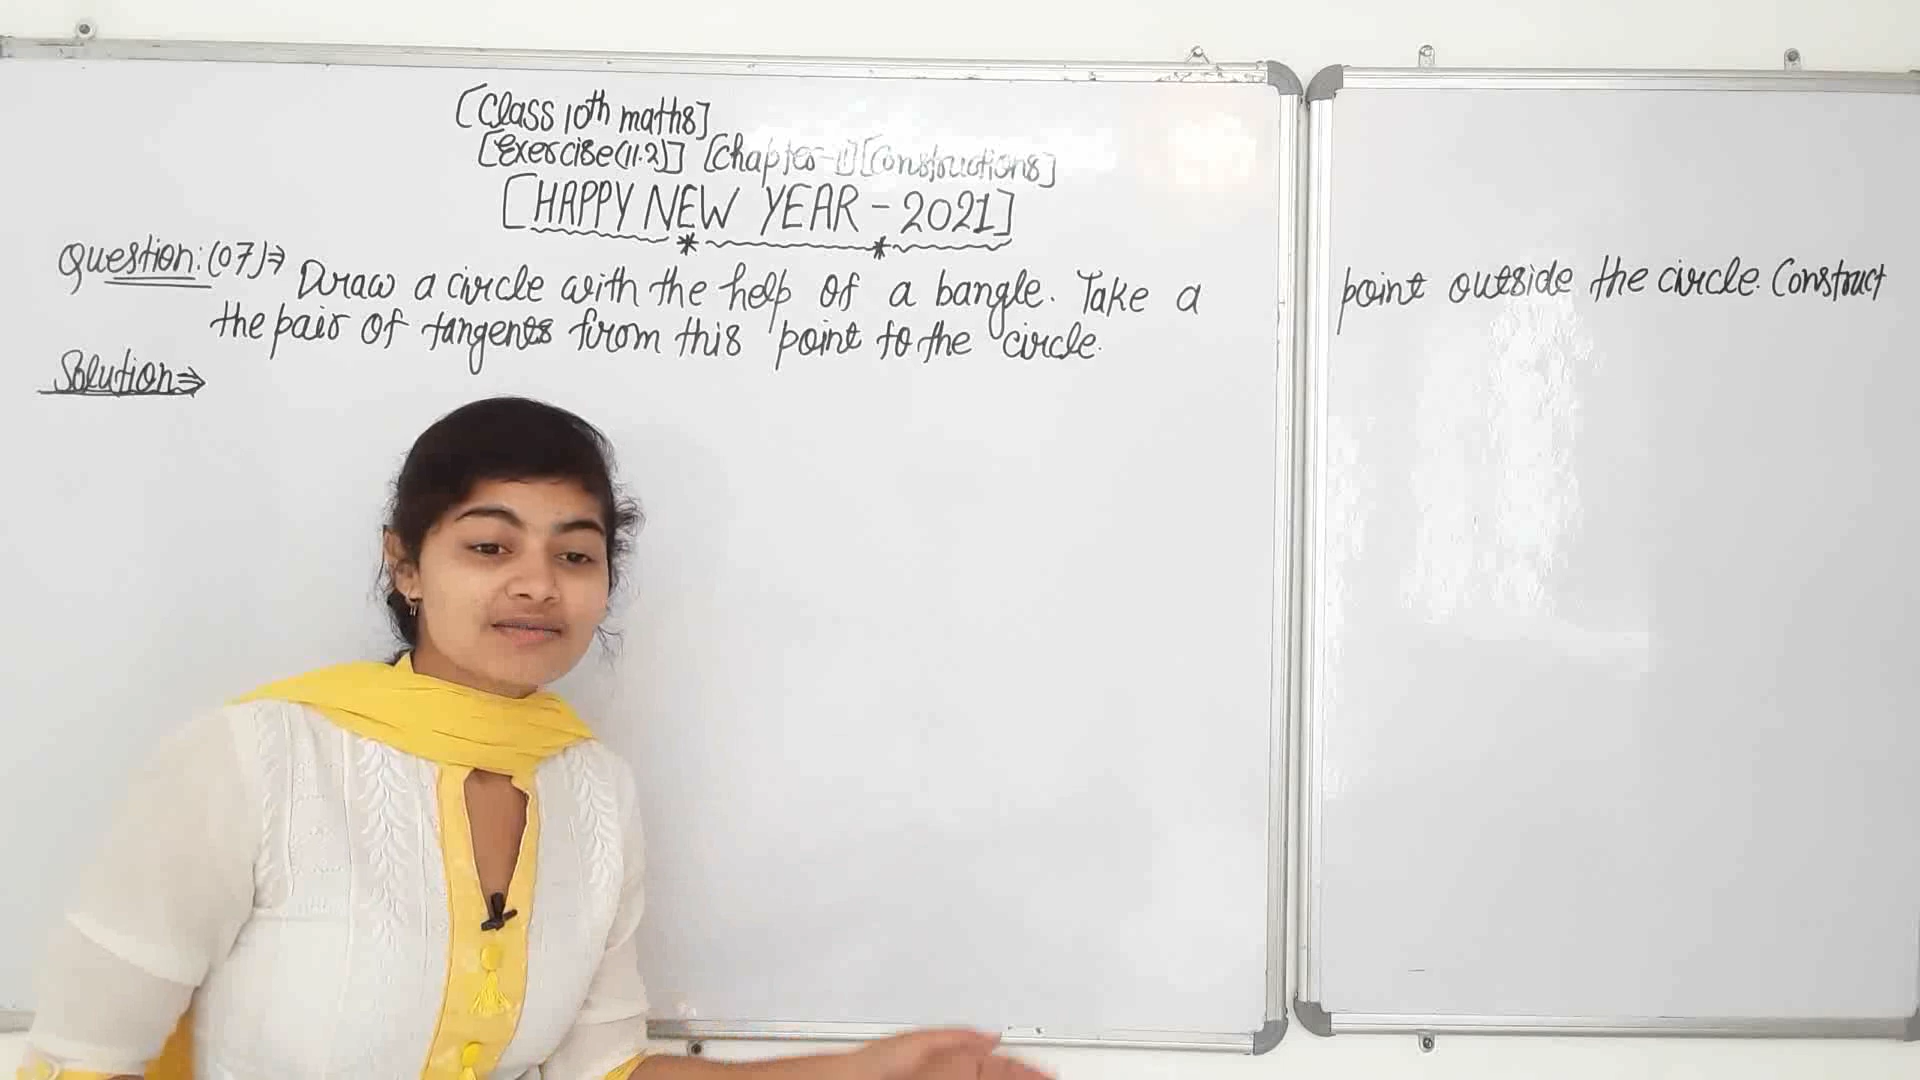 [Class 10th maths]
[Exercise(11.2)] [Chapter-11] [Constructions]
[HAPPY NEW YEAR - 2021]
Question:(07)⇒ Draw a circle with the help of a bangle. Take a point outside the circle. Construct
the pair of tangents from this point to the circle.
Solution⇒